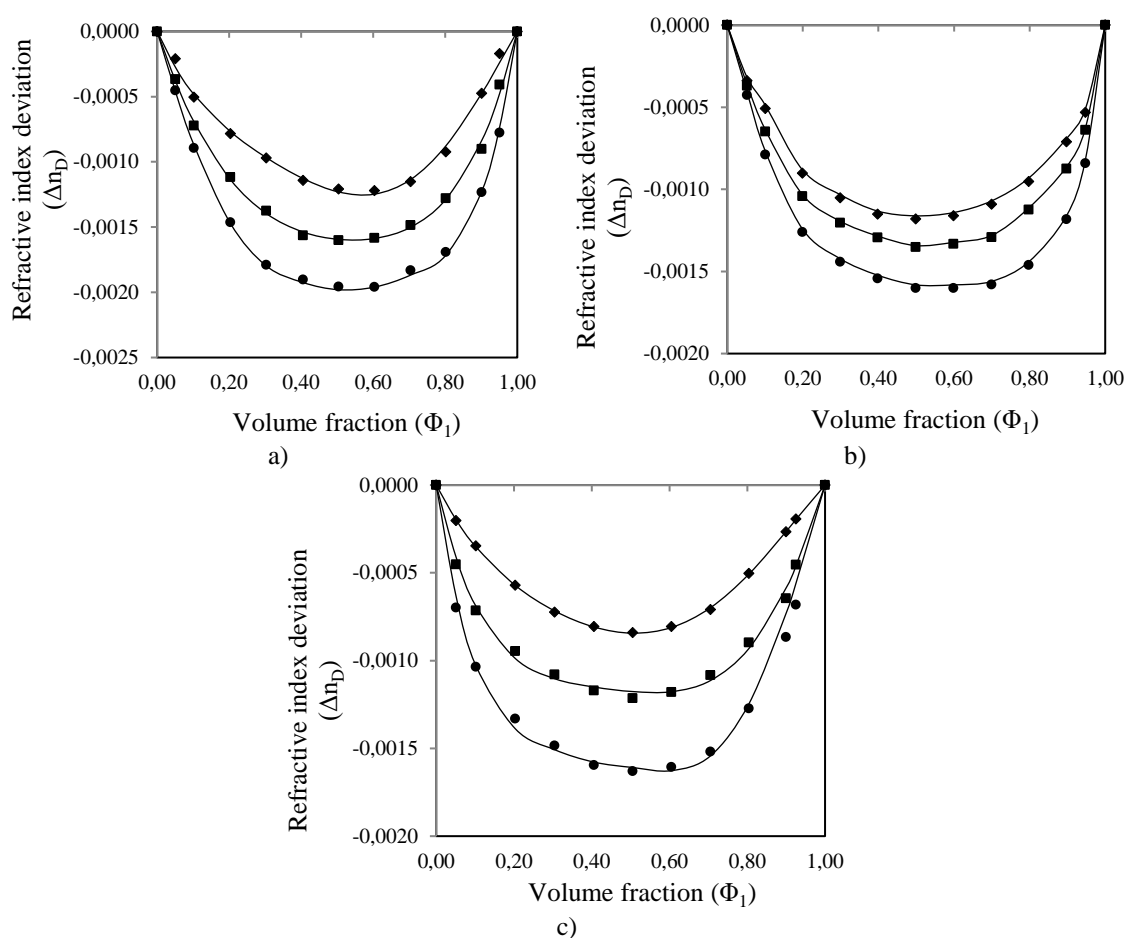 Refractive index deviation
(Δn_D)
0,0000
-0,0005
-0,0010
-0,0015
-0,0020
-0,0025
0,00 0,20 0,40 0,60 0,80 1,00
Volume fraction (Φ₁)
a)
Refractive index deviation
(Δn_D)
0,0000
-0,0005
-0,0010
-0,0015
-0,0020
0,00 0,20 0,40 0,60 0,80 1,00
Volume fraction (Φ₁)
b)
Refractive index deviation
(Δn_D)
0,0000
-0,0005
-0,0010
-0,0015
-0,0020
0,00 0,20 0,40 0,60 0,80 1,00
Volume fraction (Φ₁)
c)